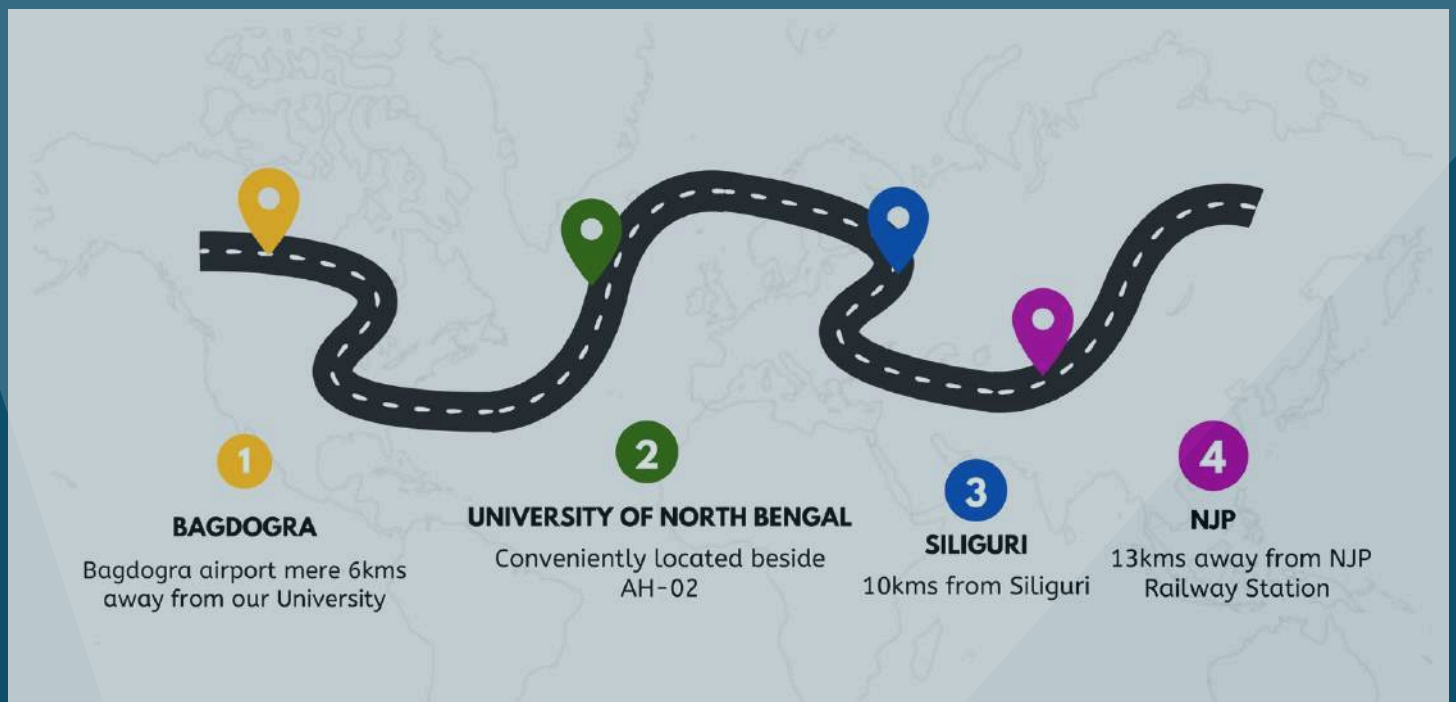 1
BAGDOGRA
Bagdogra airport mere 6kms
away from our University
2
UNIVERSITY OF NORTH BENGAL
Conveniently located beside
AH-02
3
SILIGURI
10kms from Siliguri
4
NJP
13kms away from NJP
Railway Station